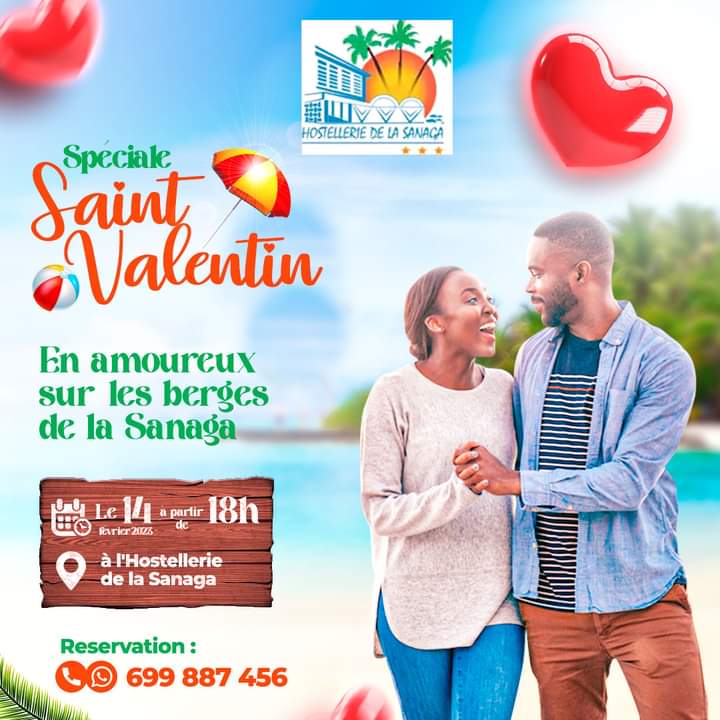 HOSTELLERIE DE LA SANAGA
Spéciale
Saint
Valentin
En amoureux
sur les berges
de la Sanaga
Le 14 à partir de 18h
février 2023
à l'Hostellerie
de la Sanaga
Reservation :
699 887 456